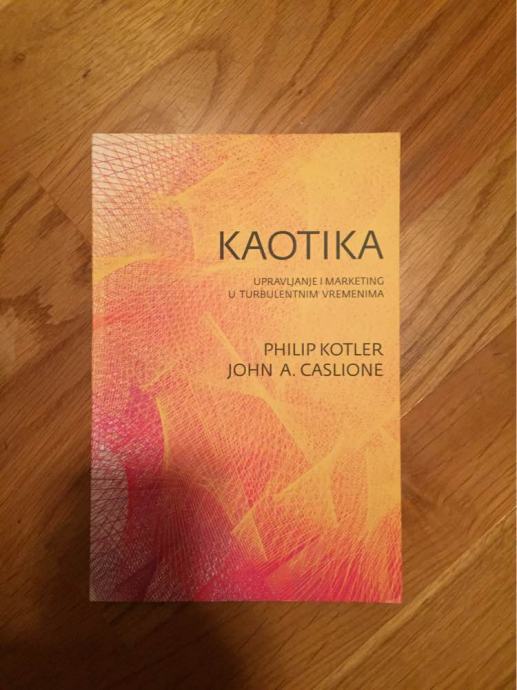 KAOTIKA
UPRAVLJANJE I MARKETING
U TURBULENTNIM VREMENIMA
PHILIP KOTLER
JOHN A. CASLIONE